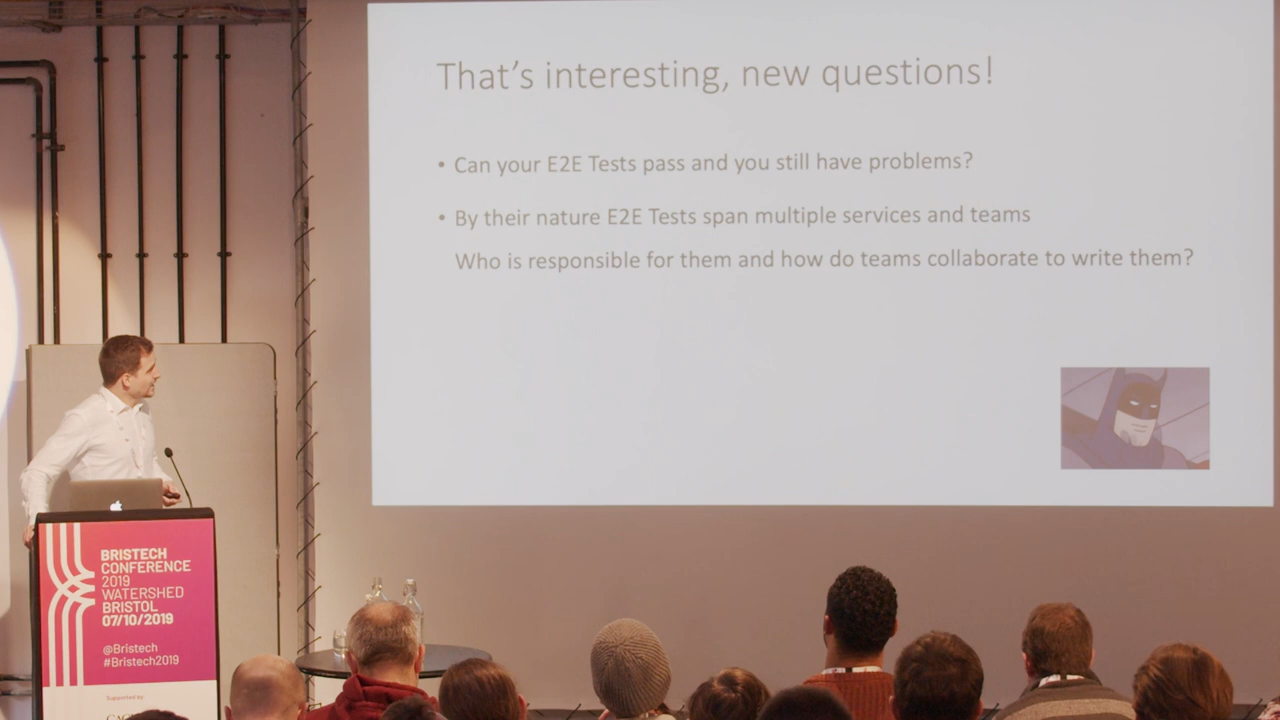 That's interesting, new questions!
• Can your E2E Tests pass and you still have problems?
• By their nature E2E Tests span multiple services and teams
Who is responsible for them and how do teams collaborate to write them?
BRISTECH
CONFERENCE
2019
WATERSHED
BRISTOL
07/10/2019
@Bristech
#Bristech2019
Supported by